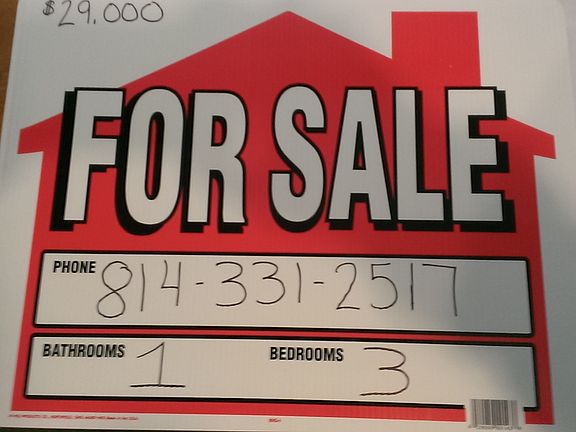 $29.000
FOR SALE
PHONE 814-331-2517
BATHROOMS 1 BEDROOMS 3